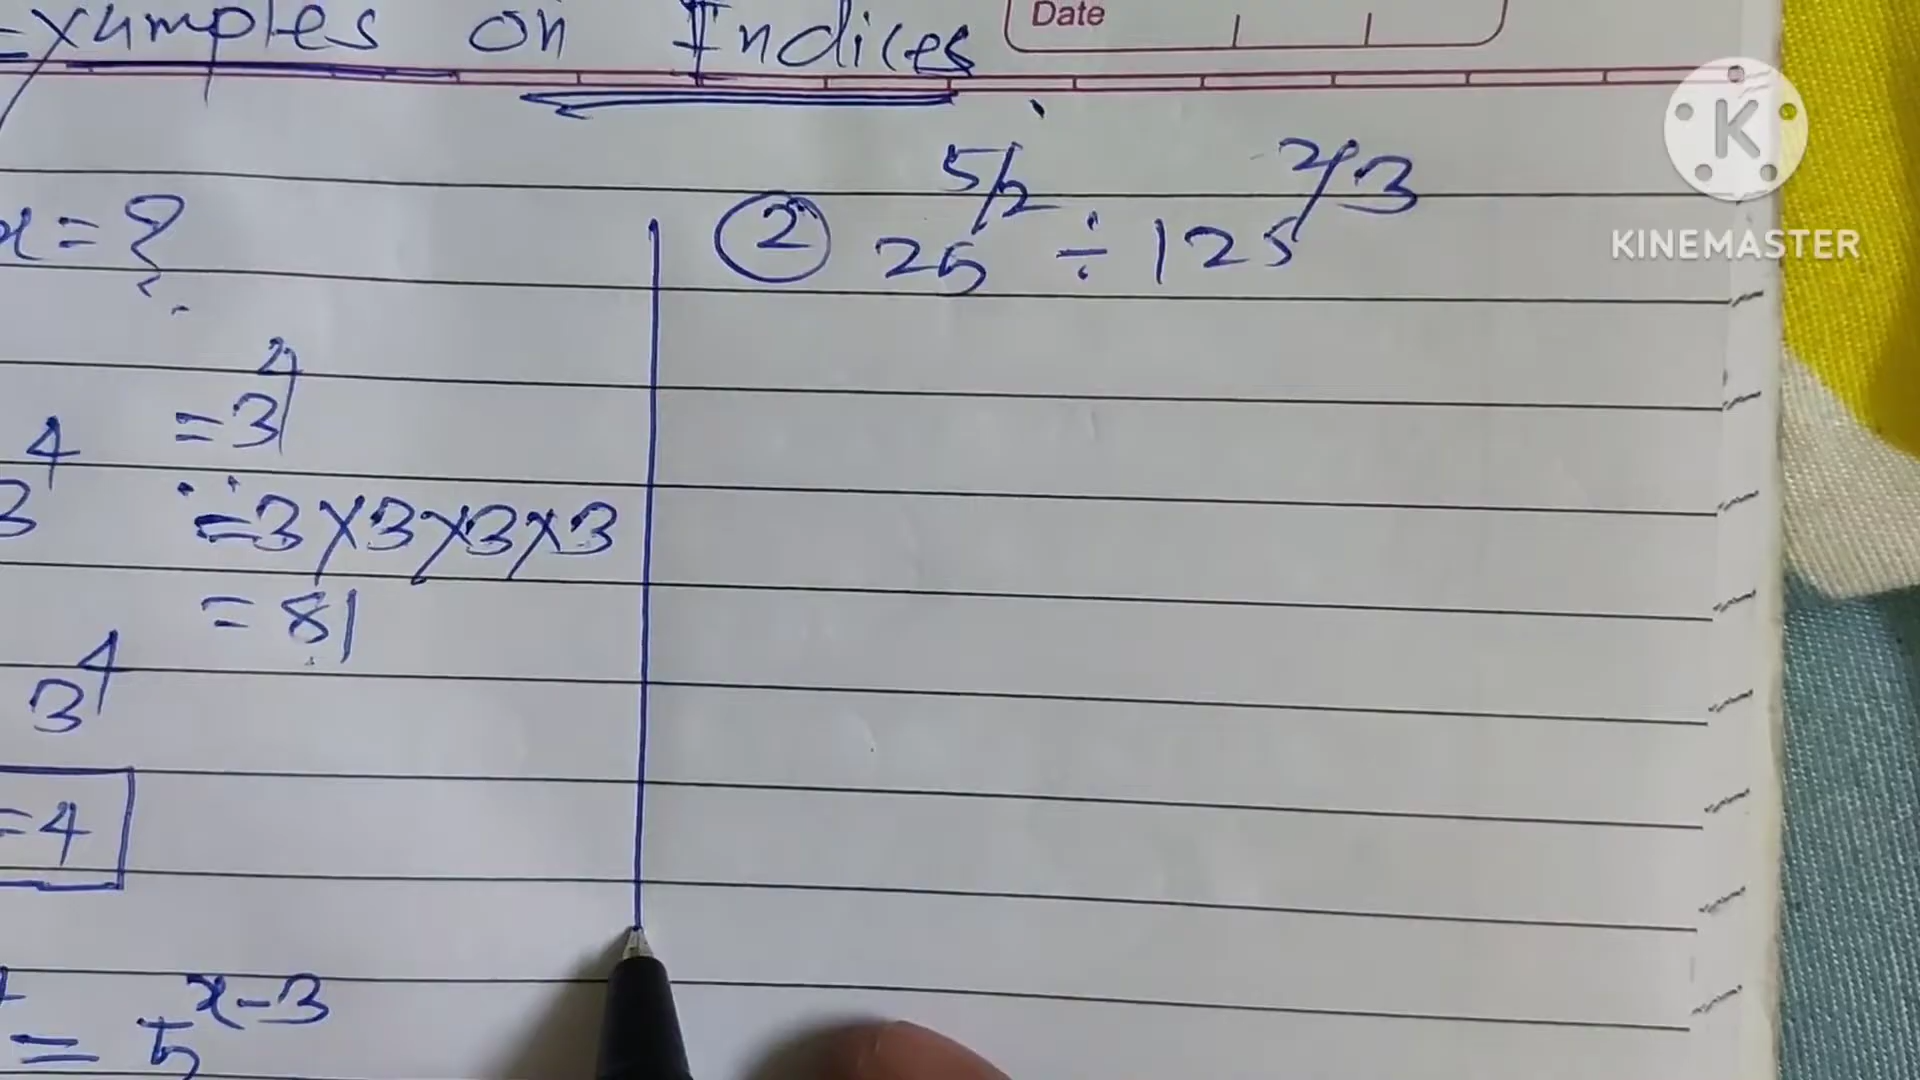 Examples on Indices
Date
x = ?
= 3^4
3^4
= 3 × 3 × 3 × 3
= 81
3^4
= 4
= 5^x-3
② 25^5/2 ÷ 125^2/3
K
KINEMASTER